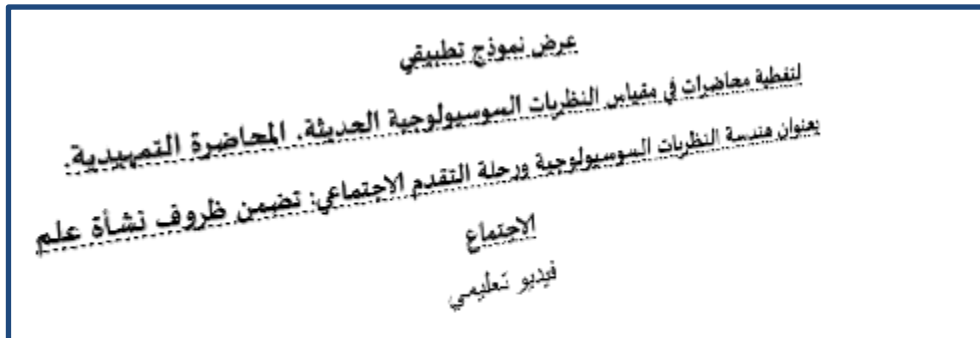 عرض نموذج تطبيقي
لتغطية محاضرات في مقياس النظريات السوسيولوجية الحديثة. المحاضرة التمهيدية.
بعنوان هندسة النظريات السوسيولوجية ورحلة التقدم الاجتماعي: تضمن ظروف نشأة علم
الاجتماع
فيديو تعليمي